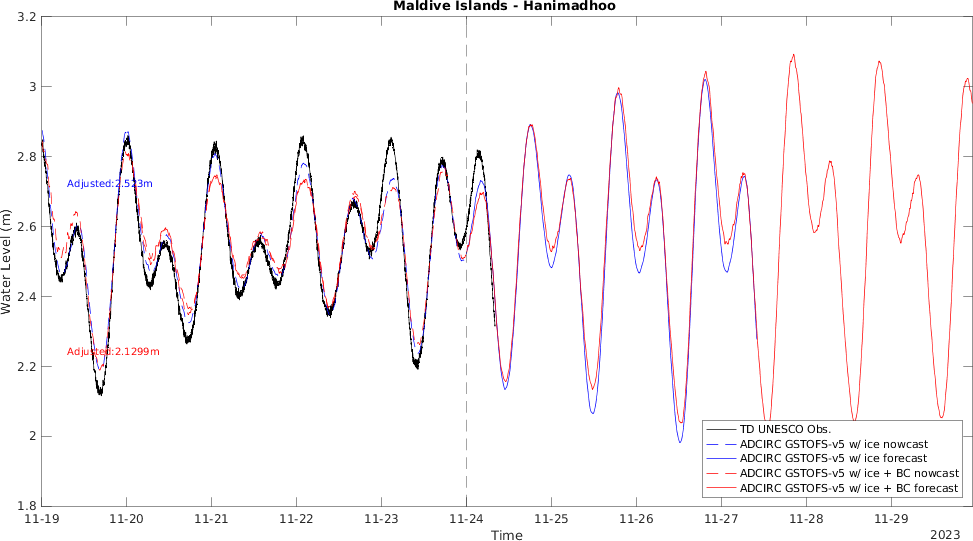 Maldive Islands - Hanimadhoo
Water Level (m)
3.2
3
2.8
2.6
2.4
2.2
2
1.8
Adjusted:2.523m
Adjusted:2.1299m
TD UNESCO Obs.
ADCIRC GSTOFS-v5 w/ ice nowcast
ADCIRC GSTOFS-v5 w/ ice forecast
ADCIRC GSTOFS-v5 w/ ice + BC nowcast
ADCIRC GSTOFS-v5 w/ ice + BC forecast
11-19 11-20 11-21 11-22 11-23 11-24 11-25 11-26 11-27 11-28 11-29
Time
2023